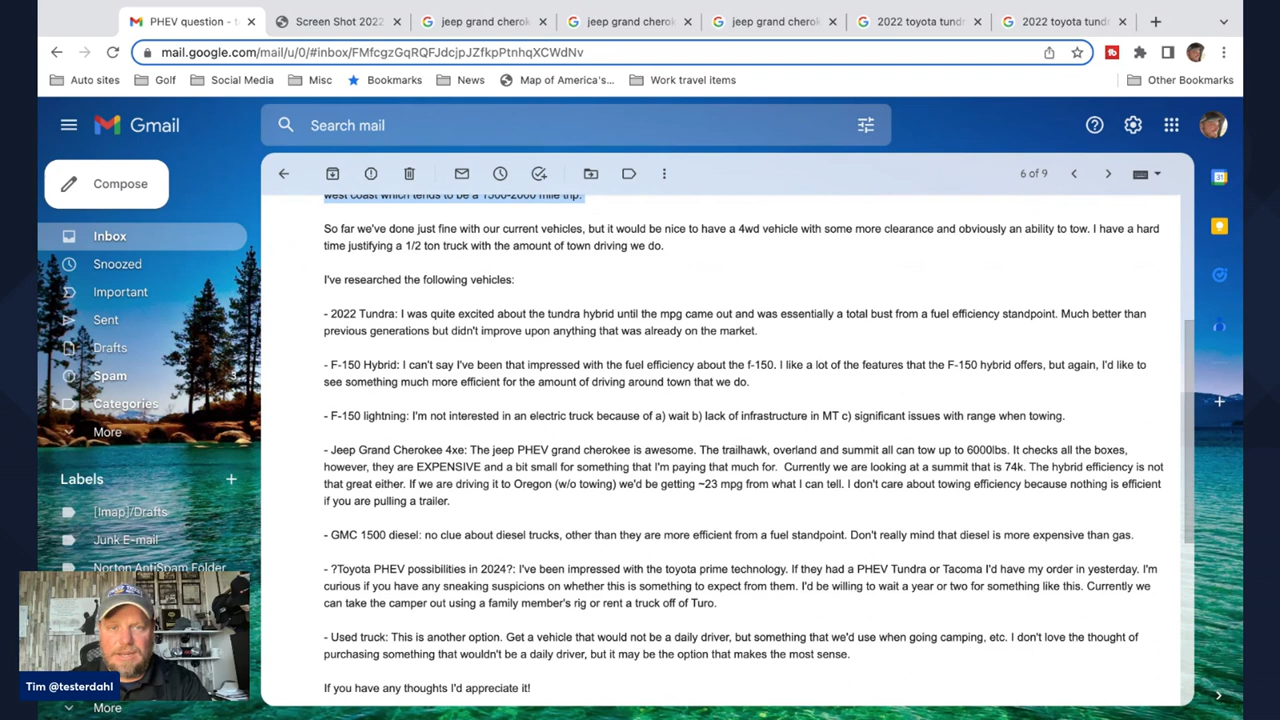 PHEV question - t
Screen Shot 2022
jeep grand cherok
jeep grand cherok
jeep grand cherok
2022 toyota tundr
2022 toyota tundr
mail.google.com/mail/u/0/#inbox/FMfcgzGqRQFJdcjpJZfkpPtnhqXCWdNv
Auto sites
Golf
Social Media
Misc
Bookmarks
News
Map of America's...
Work travel items
Other Bookmarks
Gmail
Search mail
Compose
6 of 9
Inbox
Snoozed
Important
Sent
Drafts
Spam
Categories
More
Labels
[Imap]/Drafts
Junk E-mail
Norton AntiSpam Folder
More
west coast which tends to be a 1500-2000 mile trip.
So far we've done just fine with our current vehicles, but it would be nice to have a 4wd vehicle with some more clearance and obviously an ability to tow. I have a hard
time justifying a 1/2 ton truck with the amount of town driving we do.
I've researched the following vehicles:
- 2022 Tundra: I was quite excited about the tundra hybrid until the mpg came out and was essentially a total bust from a fuel efficiency standpoint. Much better than
previous generations but didn't improve upon anything that was already on the market.
- F-150 Hybrid: I can't say I've been that impressed with the fuel efficiency about the f-150. I like a lot of the features that the F-150 hybrid offers, but again, I'd like to
see something much more efficient for the amount of driving around town that we do.
- F-150 lightning: I'm not interested in an electric truck because of a) wait b) lack of infrastructure in MT c) significant issues with range when towing.
- Jeep Grand Cherokee 4xe: The jeep PHEV grand cherokee is awesome. The trailhawk, overland and summit all can tow up to 6000lbs. It checks all the boxes,
however, they are EXPENSIVE and a bit small for something that I'm paying that much for. Currently we are looking at a summit that is 74k. The hybrid efficiency is not
that great either. If we are driving it to Oregon (w/o towing) we'd be getting ~23 mpg from what I can tell. I don't care about towing efficiency because nothing is efficient
if you are pulling a trailer.
- GMC 1500 diesel: no clue about diesel trucks, other than they are more efficient from a fuel standpoint. Don't really mind that diesel is more expensive than gas.
- ?Toyota PHEV possibilities in 2024?: I've been impressed with the toyota prime technology. If they had a PHEV Tundra or Tacoma I'd have my order in yesterday. I'm
curious if you have any sneaking suspicions on whether this is something to expect from them. I'd be willing to wait a year or two for something like this. Currently we
can take the camper out using a family member's rig or rent a truck off of Turo.
- Used truck: This is another option. Get a vehicle that would not be a daily driver, but something that we'd use when going camping, etc. I don't love the thought of
purchasing something that wouldn't be a daily driver, but it may be the option that makes the most sense.
If you have any thoughts I'd appreciate it!
Tim @testerdahl